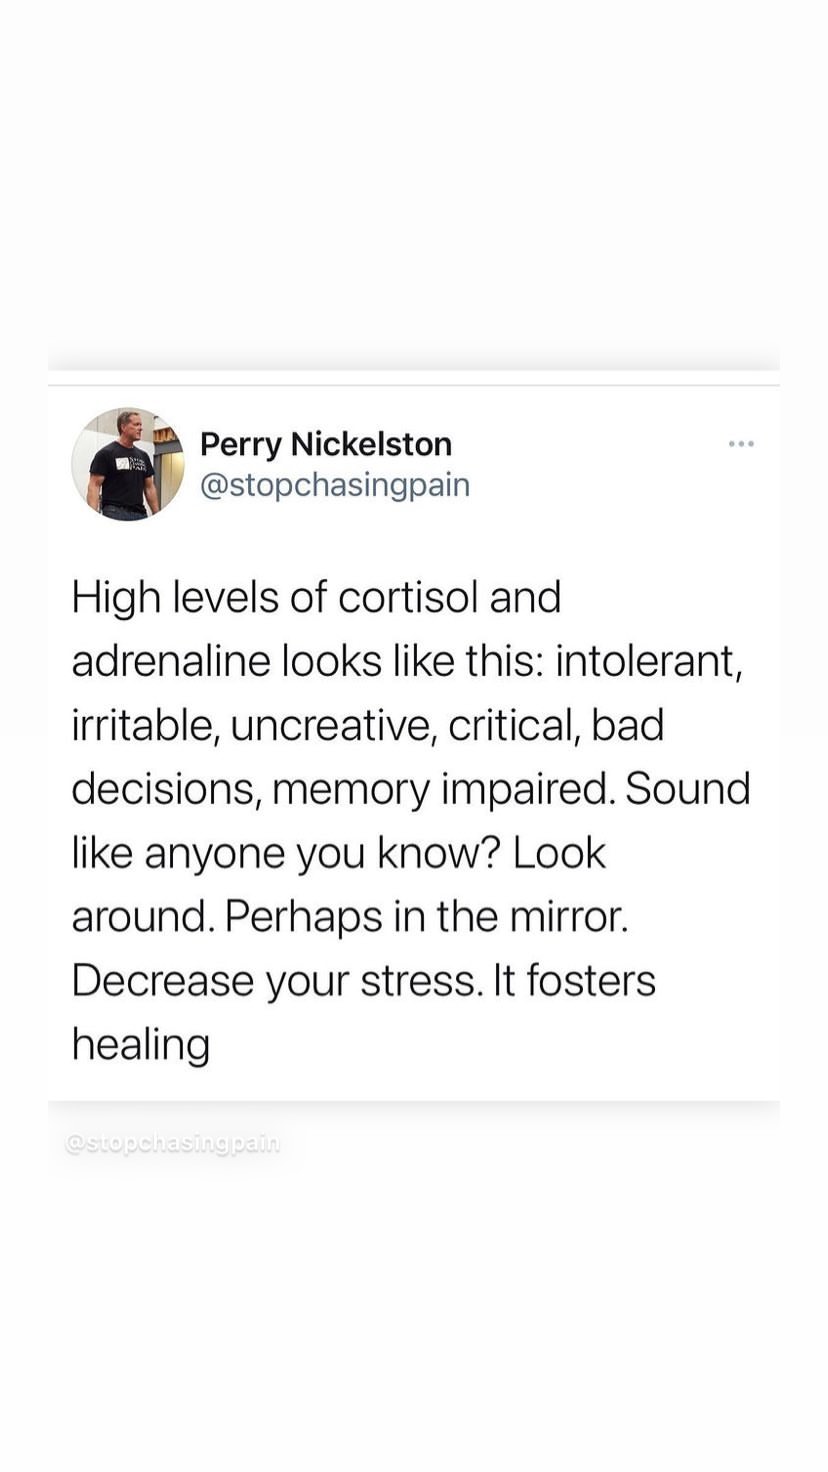 Perry Nickelston
@stopchasingpain
High levels of cortisol and
adrenaline looks like this: intolerant,
irritable, uncreative, critical, bad
decisions, memory impaired. Sound
like anyone you know? Look
around. Perhaps in the mirror.
Decrease your stress. It fosters
healing
@stopchasingpain